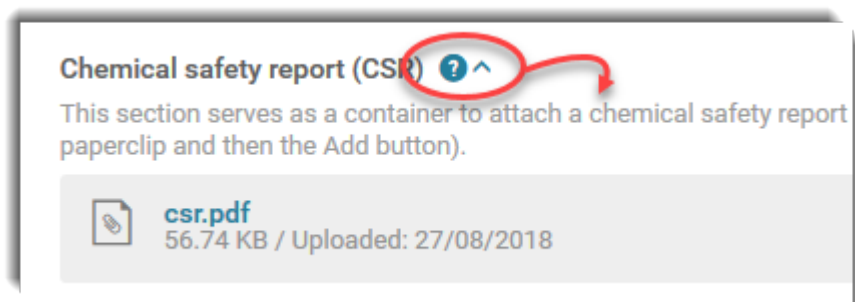 Chemical safety report (CSR) ?
This section serves as a container to attach a chemical safety report
paperclip and then the Add button).
csr.pdf
56.74 KB / Uploaded: 27/08/2018